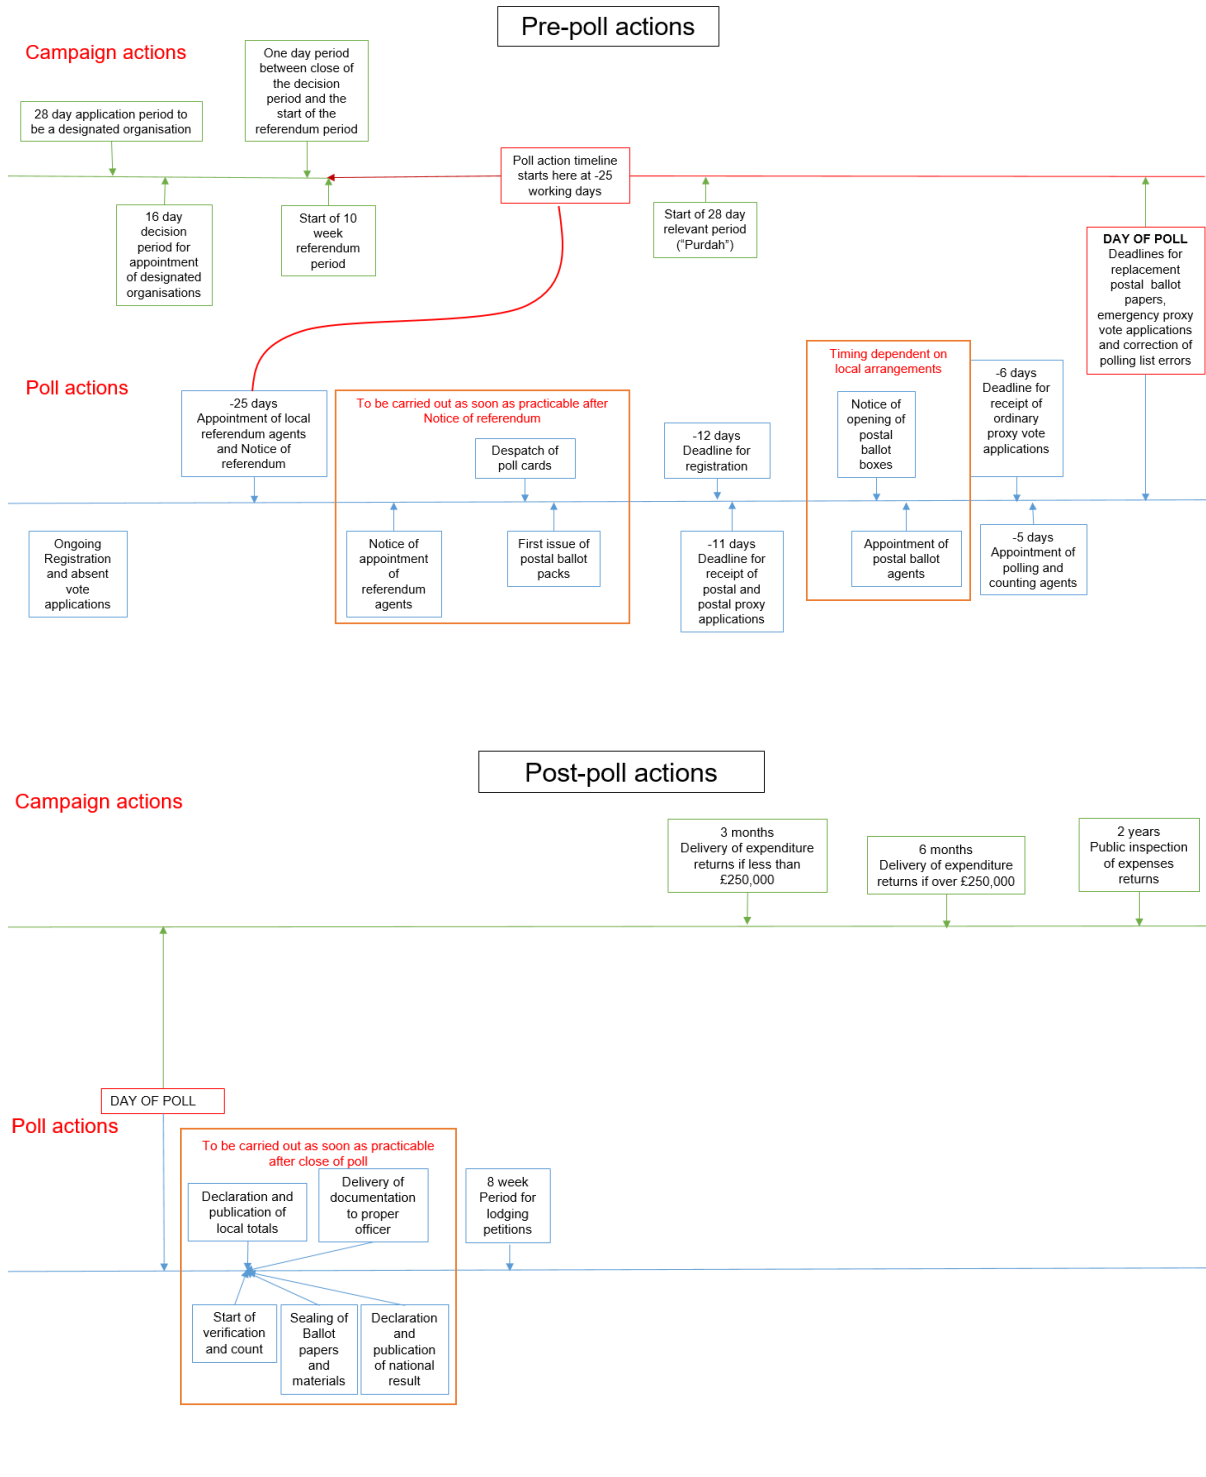 Pre-poll actions
Campaign actions
One day period
between close of
the decision
period and the
start of the
referendum period
28 day application period to
be a designated organisation
Poll action timeline
starts here at -25
working days
16 day
decision
period for
appointment
of designated
organisations
Start of 10
week
referendum
period
Start of 28 day
relevant period
(“Purdah”)
DAY OF POLL
Deadlines for
replacement
postal ballot
papers,
emergency proxy
vote applications
and correction of
polling list errors
Poll actions
-25 days
Appointment of local
referendum agents
and Notice of
referendum
To be carried out as soon as practicable after
Notice of referendum
Despatch of
poll cards
-12 days
Deadline for
registration
Timing dependent on
local arrangements
Notice of
opening of
postal
ballot
boxes
-6 days
Deadline for
receipt of
ordinary
proxy vote
applications
Ongoing
Registration
and absent
vote
applications
Notice of
appointment
of
referendum
agents
First issue of
postal ballot
packs
-11 days
Deadline for
receipt of
postal and
postal proxy
applications
Appointment of
postal ballot
agents
-5 days
Appointment of
polling and
counting agents
Post-poll actions
Campaign actions
3 months
Delivery of expenditure
returns if less than
£250,000
6 months
Delivery of expenditure
returns if over £250,000
2 years
Public inspection
of expenses
returns
DAY OF POLL
Poll actions
To be carried out as soon as practicable
after close of poll
Declaration and
publication of
local totals
Delivery of
documentation
to proper
officer
8 week
Period for
lodging
petitions
Start of
verification
and count
Sealing of
Ballot
papers
and
materials
Declaration
and
publication
of national
result